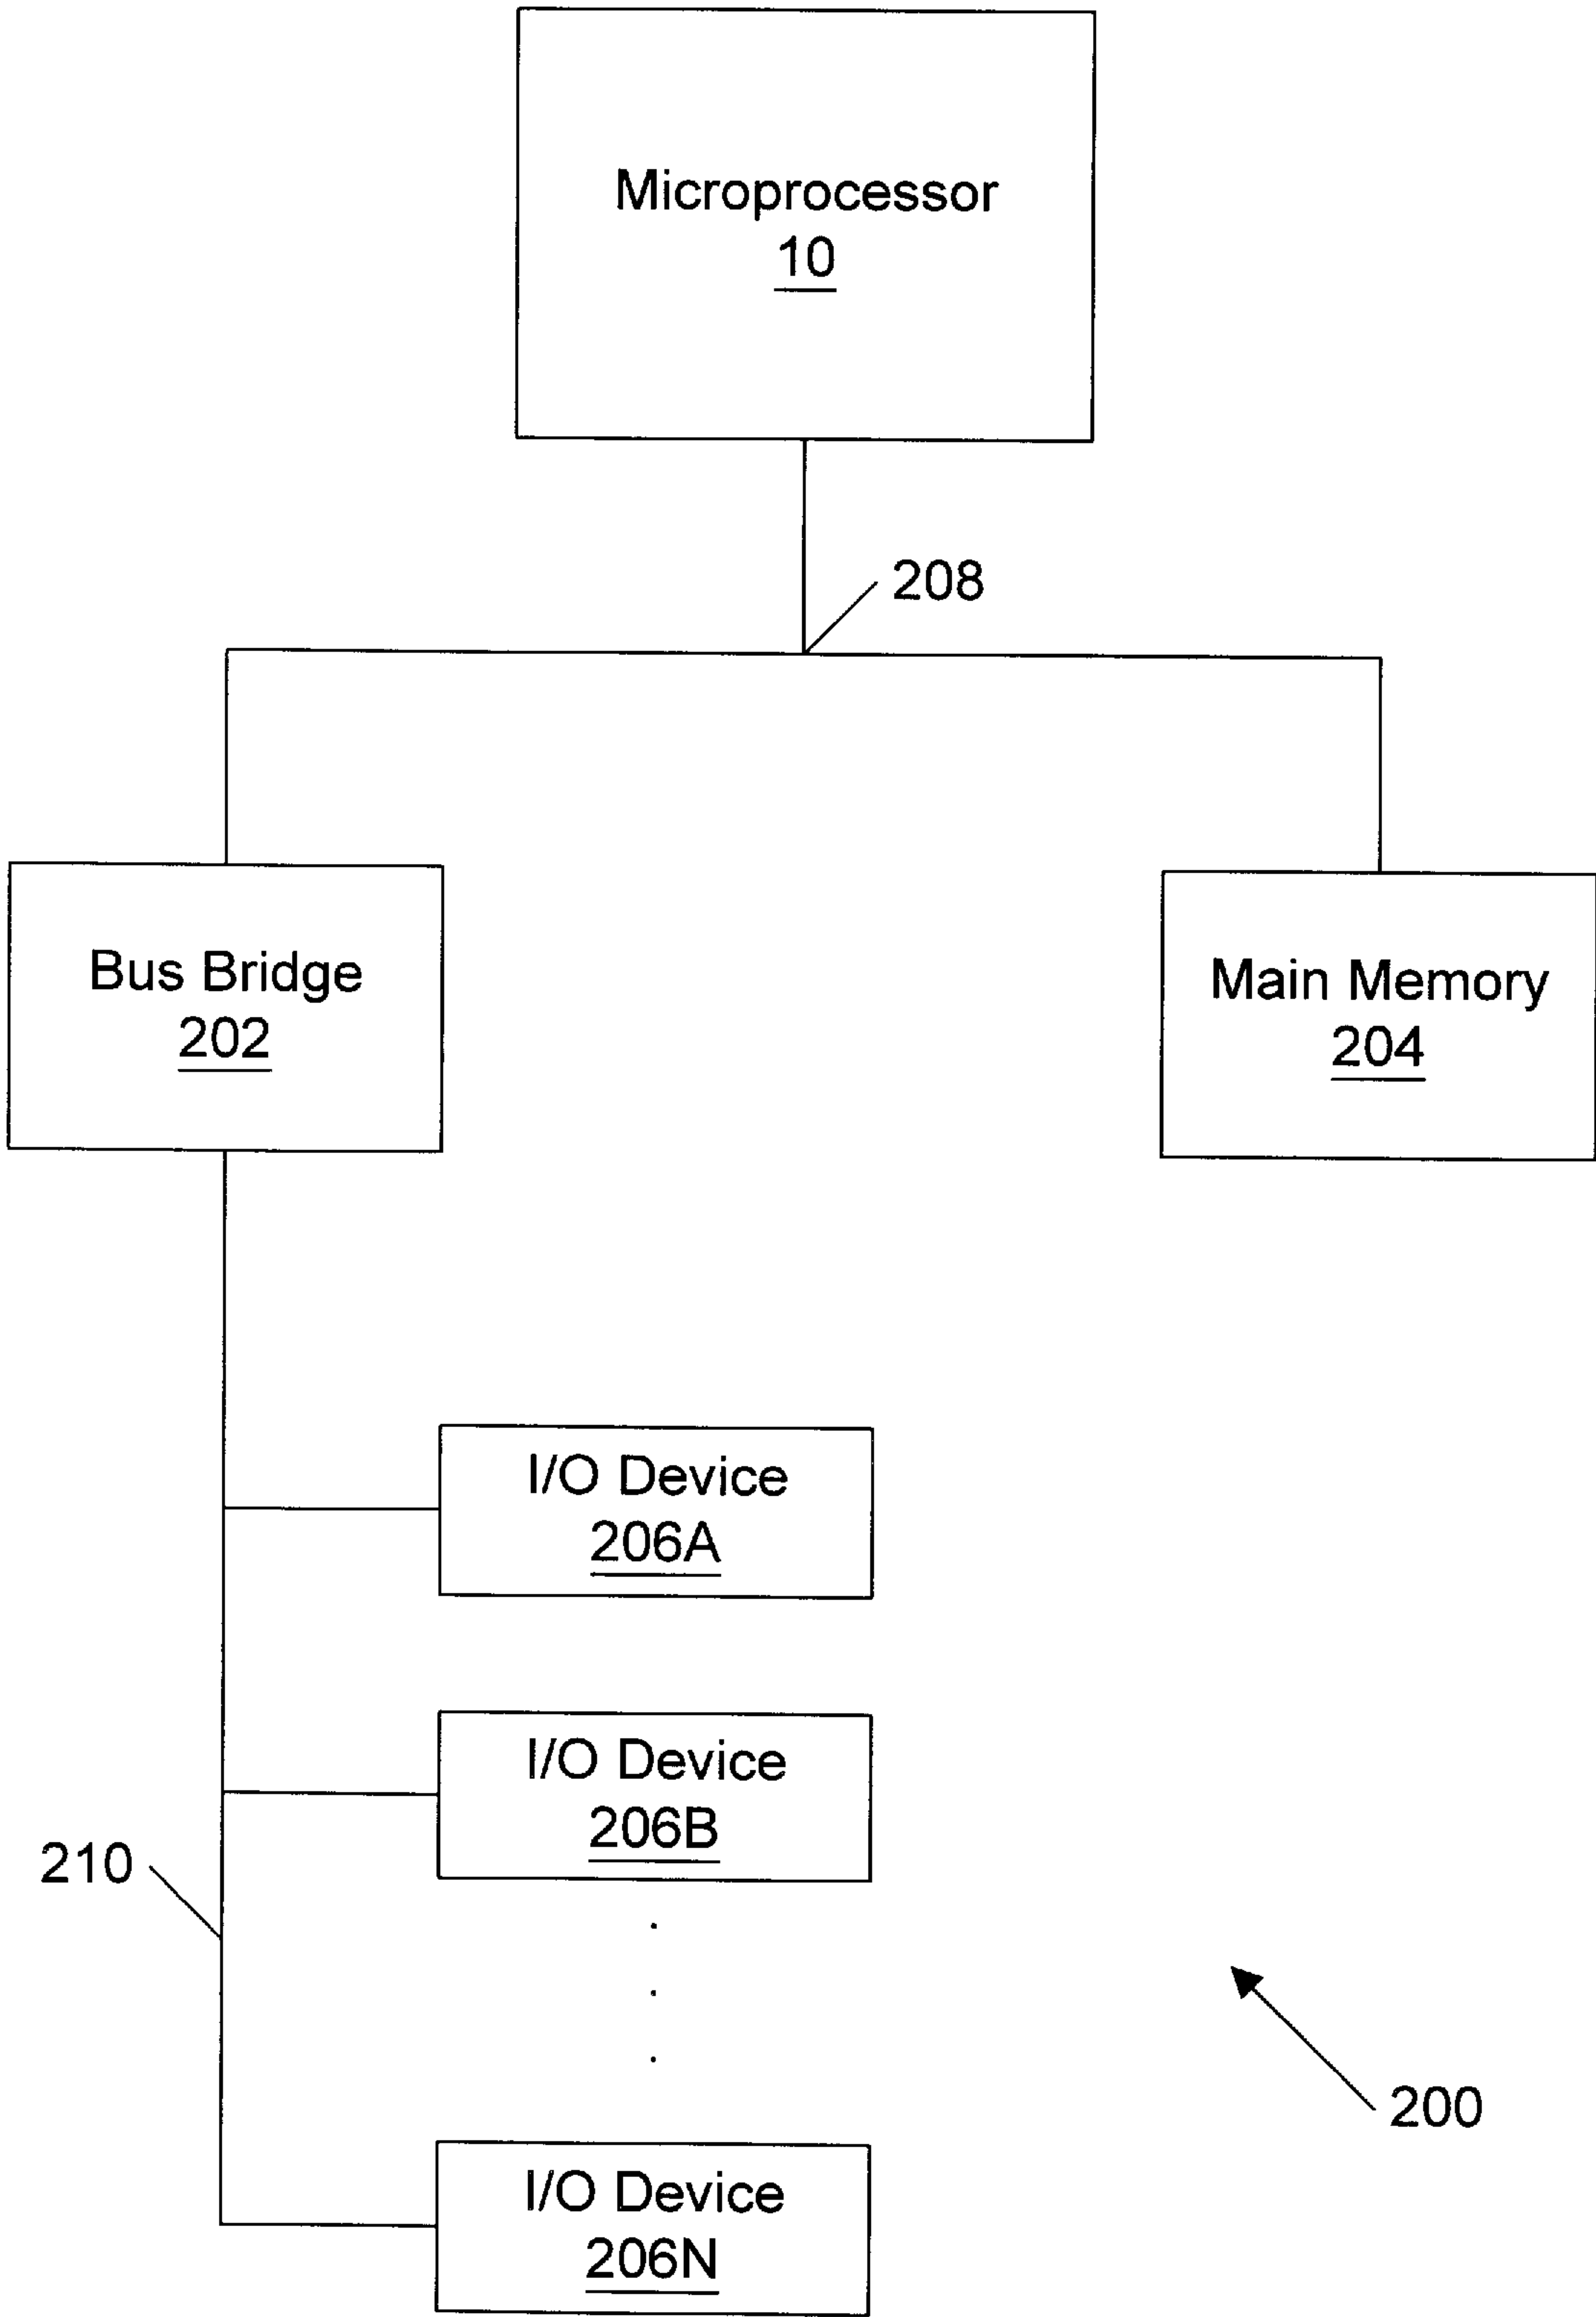 Microprocessor
10
208
Bus Bridge
202
Main Memory
204
I/O Device
206A
I/O Device
206B
210
200
I/O Device
206N